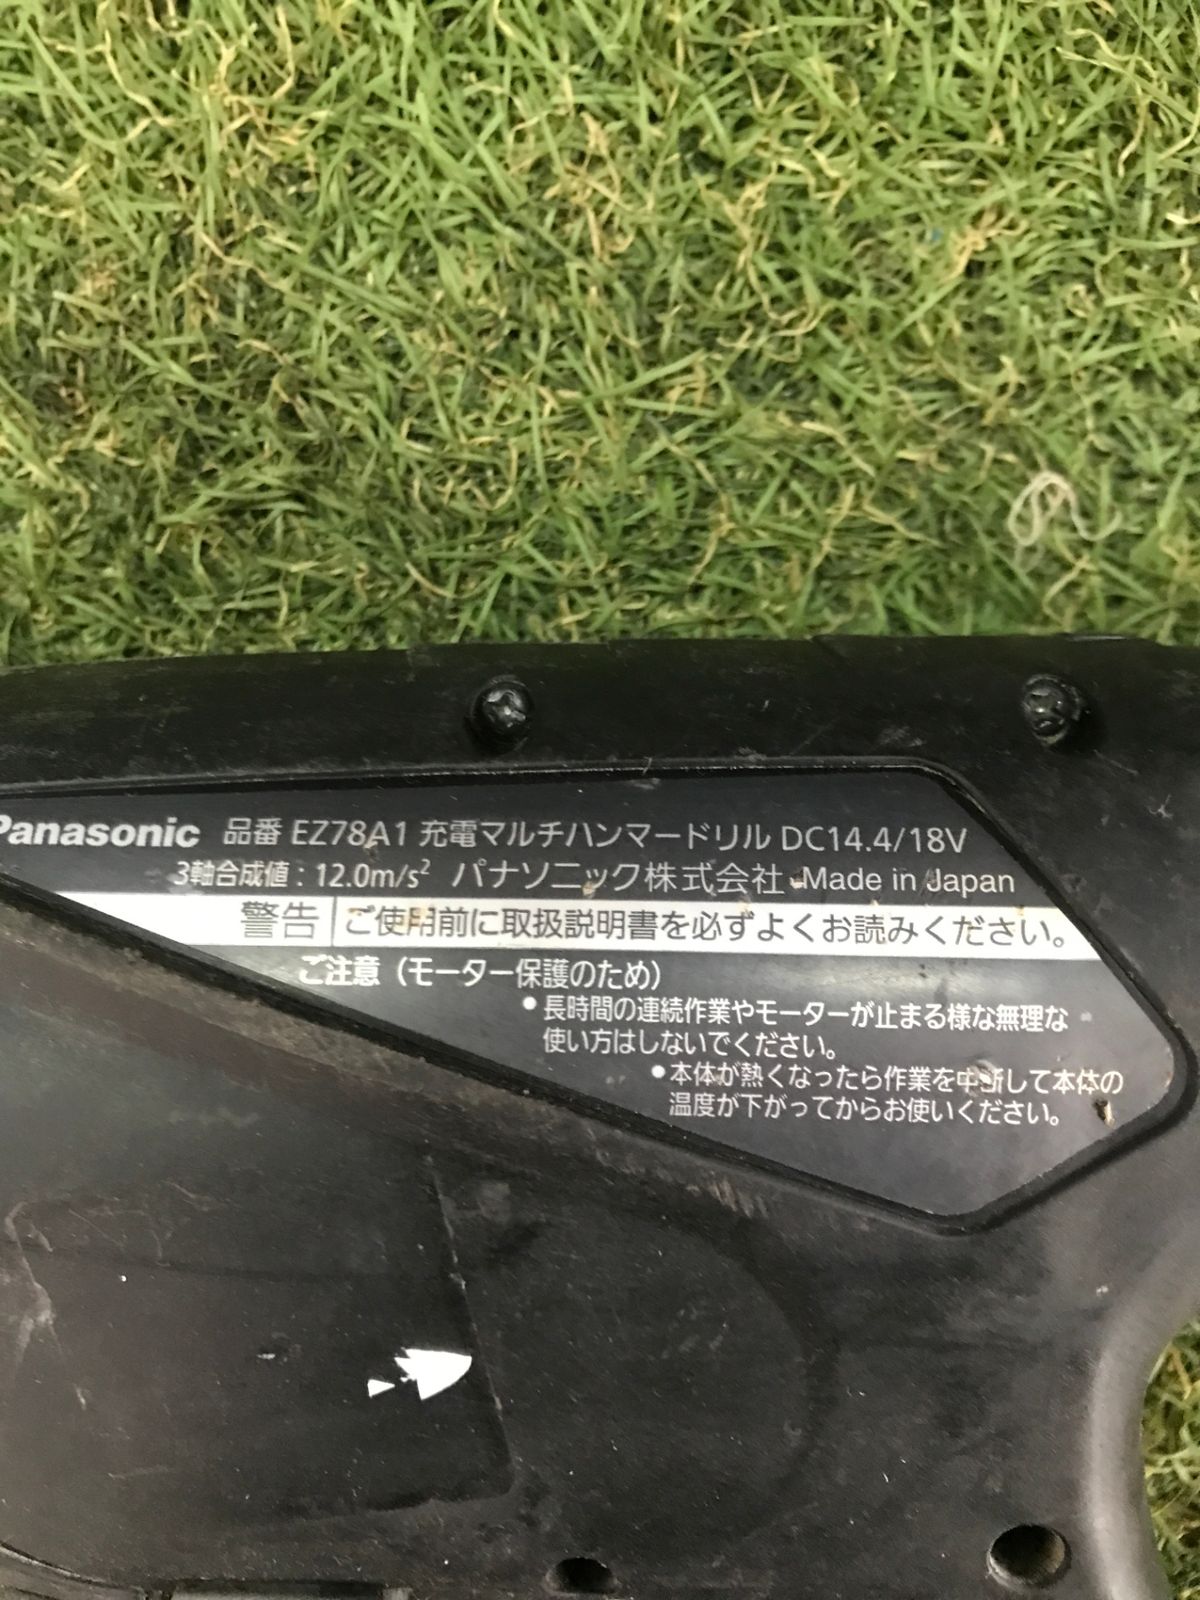 Panasonic 品番 EZ78A1 充電マルチハンマードリル DC14.4/18V
3軸合成値：12.0m/s² パナソニック株式会社 Made in Japan
警告 ご使用前に取扱説明書を必ずよくお読みください。
ご注意（モーター保護のため）
●長時間の連続作業やモーターが止まる様な無理な
使い方はしないでください。
●本体が熱くなったら作業を中断して本体の
温度が下がってからお使いください。